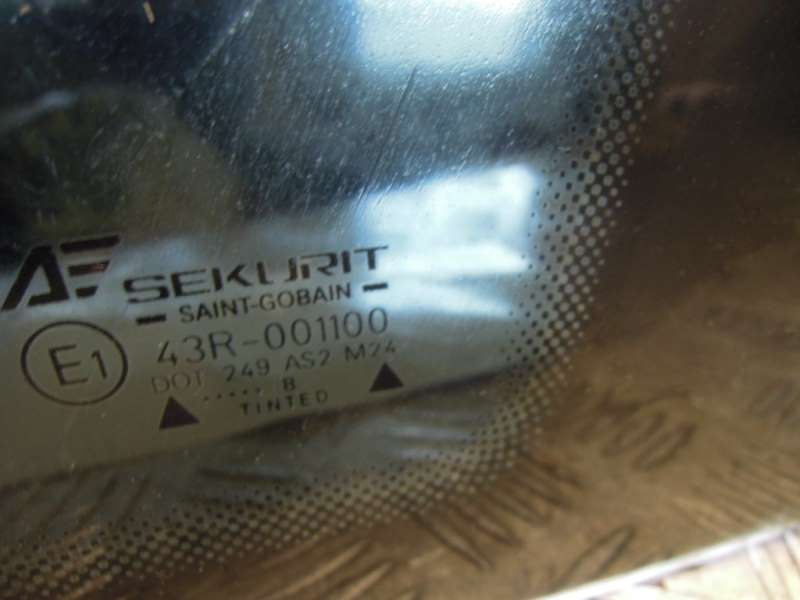 SEKURIT
SAINT-GOBAIN
E1
43R-001100
DOT 249 AS2 M24
..... 8
TINTED